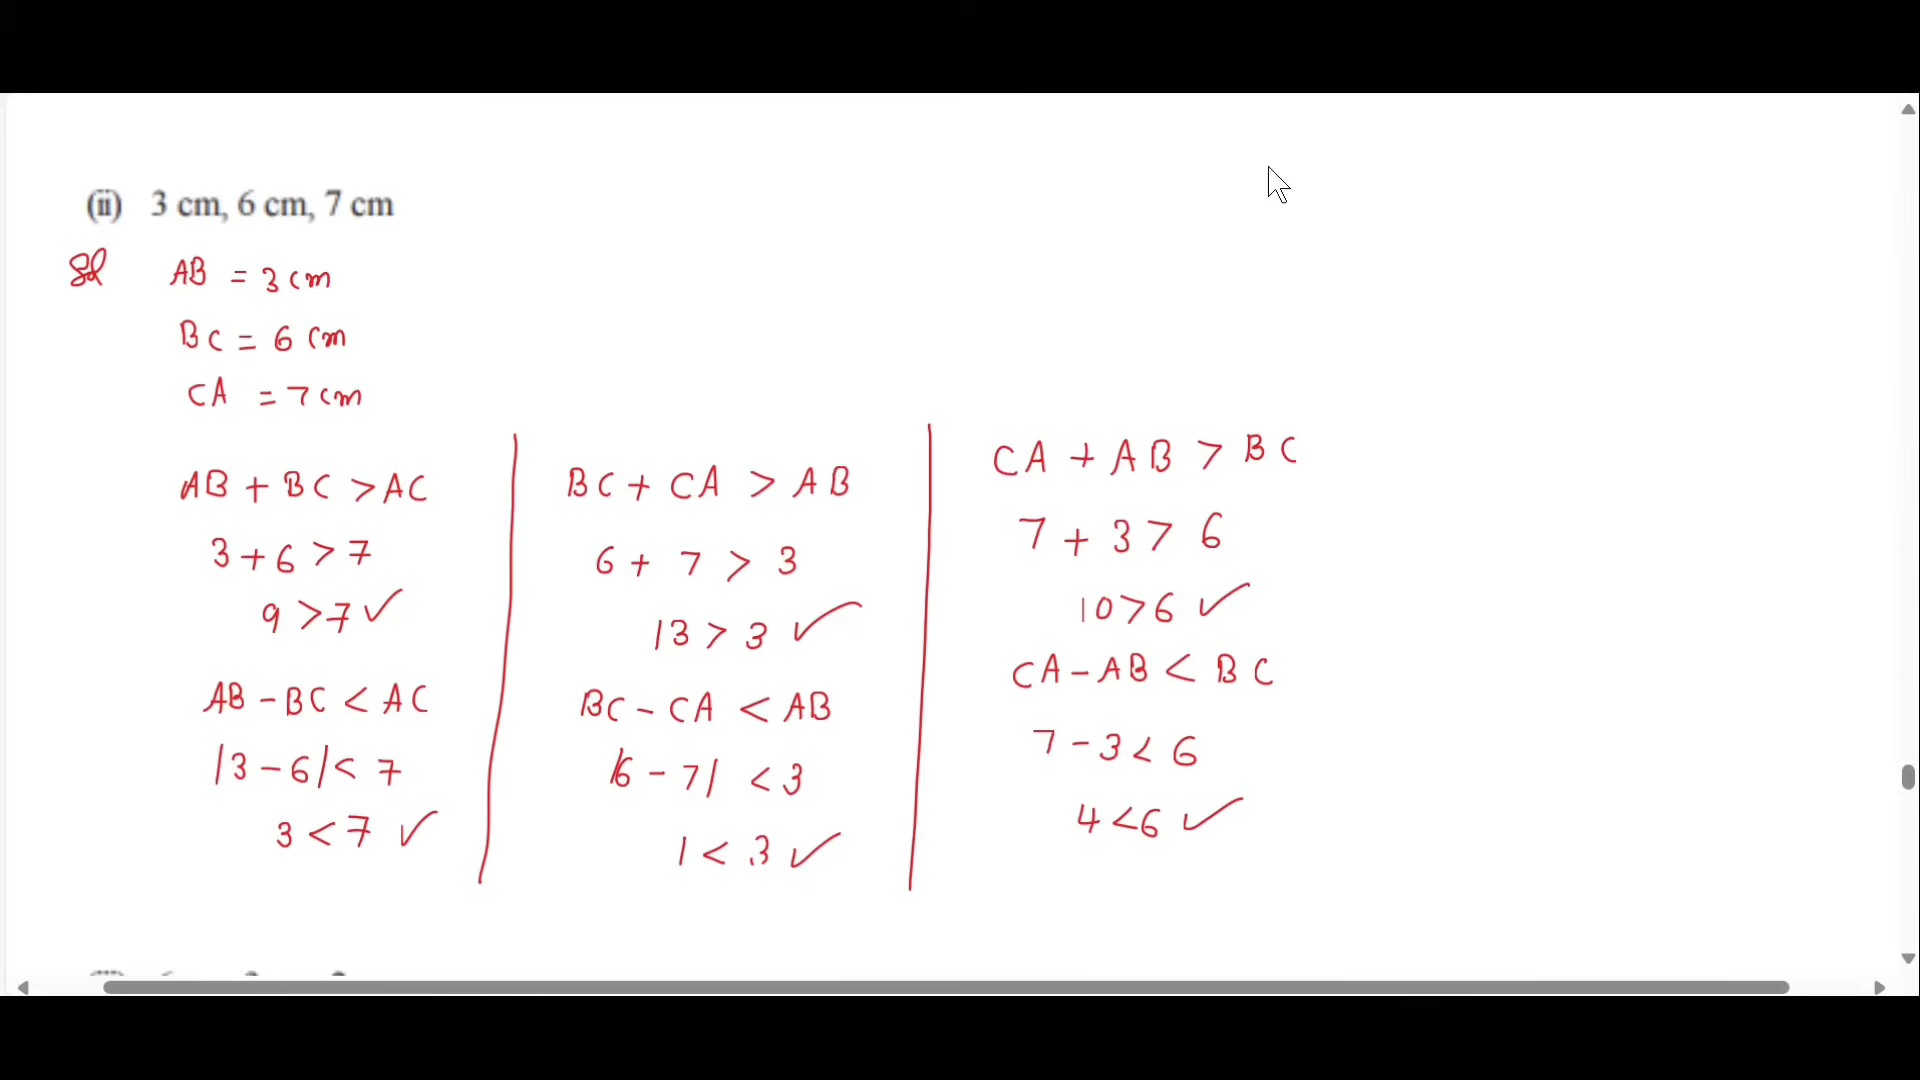 (ii) 3 cm, 6 cm, 7 cm
Sol AB = 3 cm
BC = 6 cm
CA = 7 cm
AB + BC > AC
3 + 6 > 7
9 > 7 ✓
AB - BC < AC
|3 - 6| < 7
3 < 7 ✓
BC + CA > AB
6 + 7 > 3
13 > 3 ✓
BC - CA < AB
|6 - 7| < 3
1 < 3 ✓
CA + AB > BC
7 + 3 > 6
10 > 6 ✓
CA - AB < BC
7 - 3 < 6
4 < 6 ✓